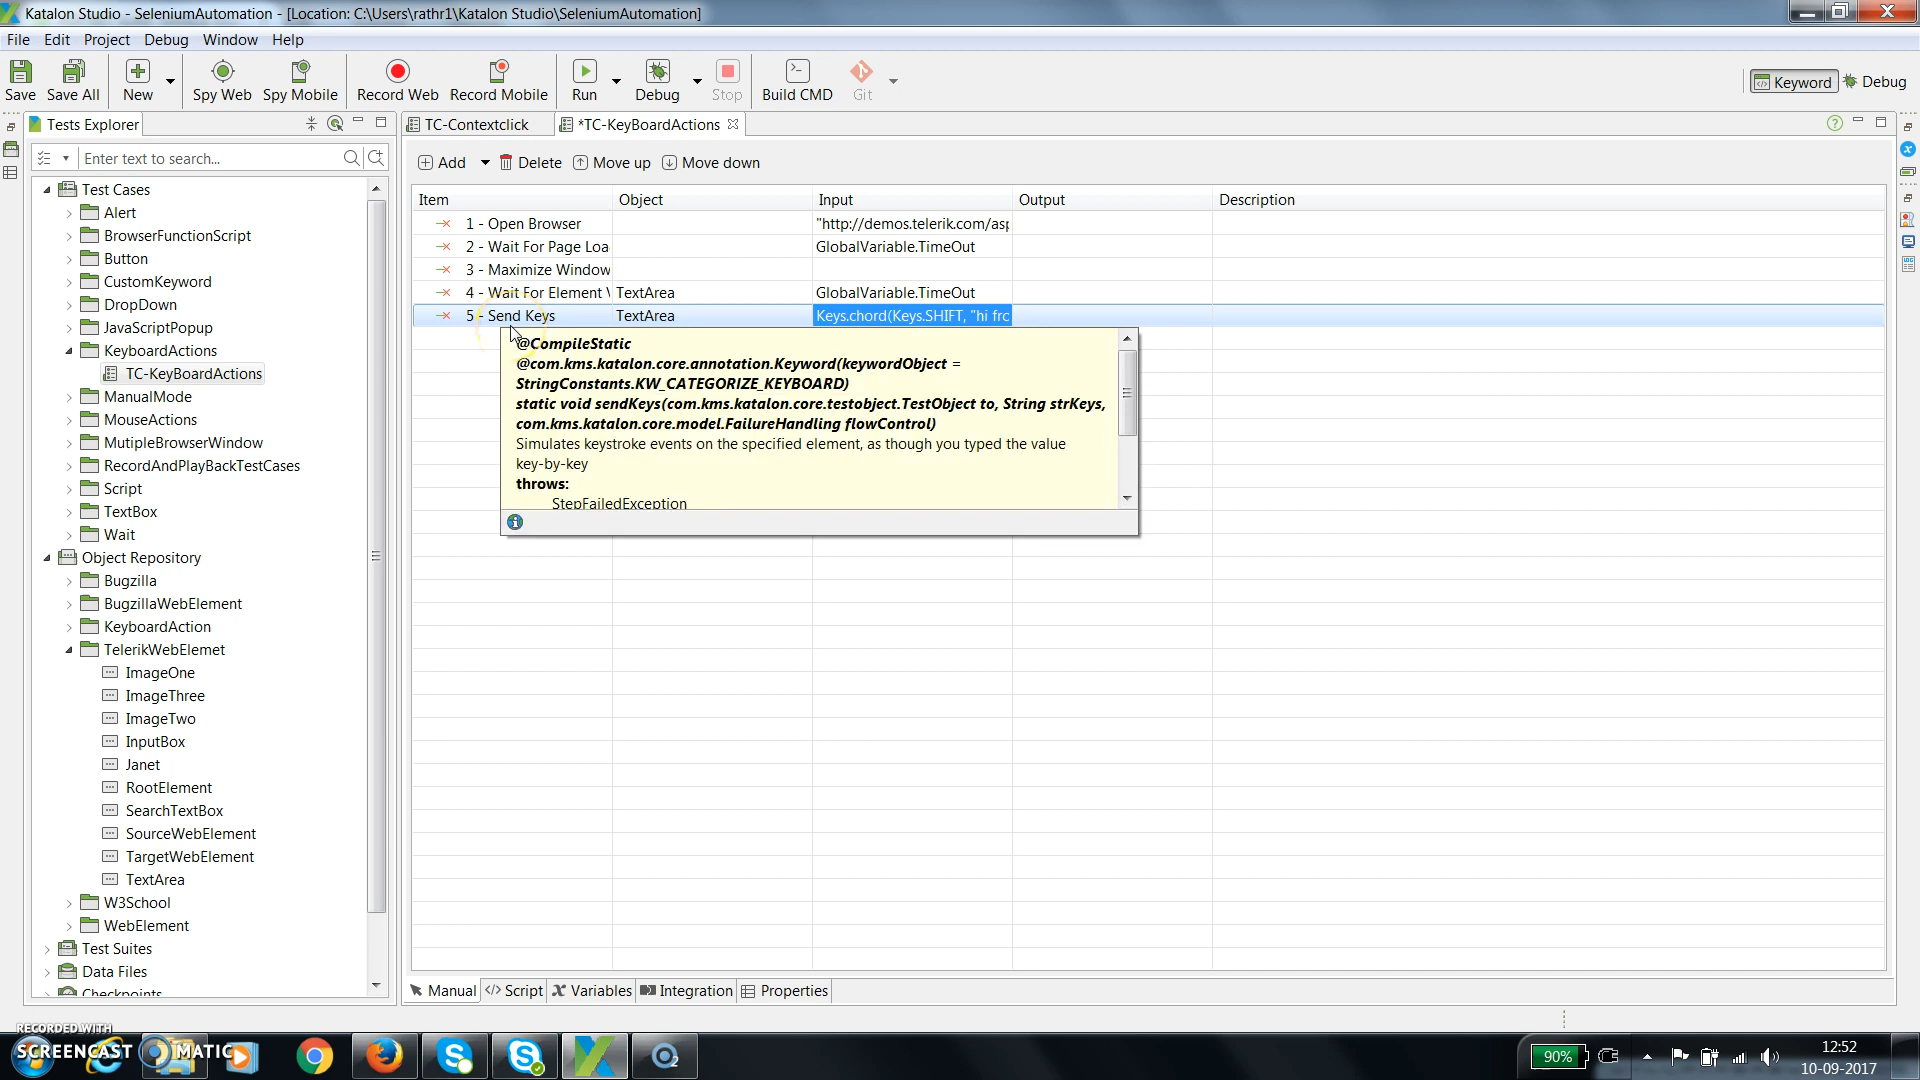 Katalon Studio - SeleniumAutomation - [Location: C:\Users\rathr1\Katalon Studio\SeleniumAutomation]
File Edit Project Debug Window Help
Save Save All New Spy Web Spy Mobile Record Web Record Mobile Run Debug Stop Build CMD Git Keyword Debug
Tests Explorer
TC-Contextclick *TC-KeyBoardActions
Enter text to search...
Add Delete Move up Move down
Test Cases
Alert
BrowserFunctionScript
Button
CustomKeyword
DropDown
JavaScriptPopup
KeyboardActions
TC-KeyBoardActions
ManualMode
MouseActions
MutipleBrowserWindow
RecordAndPlayBackTestCases
Script
TextBox
Wait
Object Repository
Bugzilla
BugzillaWebElement
KeyboardAction
TelerikWebElemet
ImageOne
ImageThree
ImageTwo
InputBox
Janet
RootElement
SearchTextBox
SourceWebElement
TargetWebElement
TextArea
W3School
WebElement
Test Suites
Data Files
Checkpoints
Item Object Input Output Description
1 - Open Browser "http://demos.telerik.com/asp
2 - Wait For Page Loa GlobalVariable.TimeOut
3 - Maximize Window
4 - Wait For Element V TextArea GlobalVariable.TimeOut
5 - Send Keys TextArea Keys.chord(Keys.SHIFT, "hi frc
@CompileStatic
@com.kms.katalon.core.annotation.Keyword(keywordObject =
StringConstants.KW_CATEGORIZE_KEYBOARD)
static void sendKeys(com.kms.katalon.core.testobject.TestObject to, String strKeys,
com.kms.katalon.core.model.FailureHandling flowControl)
Simulates keystroke events on the specified element, as though you typed the value
key-by-key
throws:
StepFailedException
Manual Script Variables Integration Properties
RECORDED WITH
SCREENCAST MATIC
90%
12:52
10-09-2017